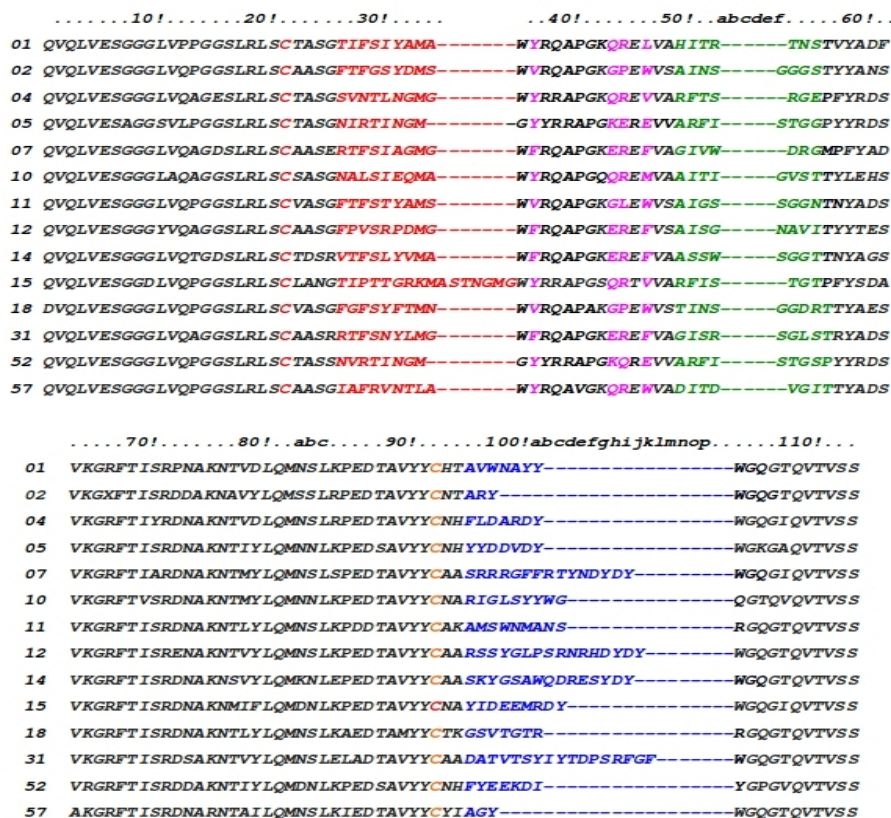 ........10!........20!........30!.... ..40!.......50!..abcdef.....60!..
01 QVQLVESGGGLVPPGGSLRLSCTASGTIFSIYAMA-------WYRQAPGKQRELVAHITR------TNSTVYADF
02 QVQLVESGGGLVQPGGSLRLSCAASGFTFGSYDMS-------WVRQAPGKGPEWVSAINS-----GGGSTYYANS
04 QVQLVESGGGLVQAGESLRLSCTASGSVNTLNGMG-------WYRRAPGKQREVVARFTS------RGEPFYRDS
05 QVQLVESAGGSVLPGGSLRLSCTASGNIRTINGM--------GYYRRAPGKEREVVARFI-----STGGPYYRDS
07 QVQLVESGGGLVQAGDSLRLSCAASERTFSIAGMG-------WFRQAPGKEREFVAGIVW------DRGMPFYAD
10 QVQLVESGGGLAQAGGSLRLSCSASGNALSIEQMA-------WYRQAPGQQREMVAAITI-----GVSTTYLEHS
11 QVQLVESGGGLVQPGGSLRLSCVASGFTFSTYAMS-------WVRQAPGKGLEWVSAIGS-----SGGNTNYADS
12 QVQLVESGGGYVQAGGSLRLSCAASGFPVSRPDMG-------WFRQAPGKEREFVSAISG-----NAVITYYTES
14 QVQLVESGGGLVQTGDSLRLSCTDSRVTFSLYVMA-------WFRQAPGKEREFVAASSW-----SGGTTNYAGS
15 QVQLVESGGDLVQPGGSLRLSCLANGTIPTTGRKMASTNGMGWYRRAPGSQRTVVARFIS------TGTPFYSDA
18 DVQLVESGGGLVQPGGSLRLSCVASGFGFSYFTMN-------WVRQAPAKGPEWVSTINS-----GGDRTTYAES
31 QVQLVESGGGLVQAGGSLRLSCAASRRTFSNYLMG-------WFRQAPGKEREFVAGISR-----SGLSTRYADS
52 QVQLVESGGGLVQPGGSLRLSCTASSNVRTINGM--------GYYRRAPGKQREVVARFI-----STGSPYYRDS
57 QVQLVESGGGLVQPGGSLRLSCAASGIAFRVNTLA-------WYRQAVGKQREWVADITD------VGITTYADS
.....70!.......80!..abc.....90!.......100!abcdefghijklmnop......110!...
01 VKGRFTISRPNAKNTVDLQMNSLKPEDTAVYYCHTAVWNAYY-----------------WGQGTQVTVSS
02 VKGXFTISRDDAKNAVYLQMSSLRPEDTAVYYCNTARY---------------------WGQGTQVTVSS
04 VKGRFTIYRDNAKNTVDLQMNSLKPEDTAVYYCNHFLDARDY-----------------WGQGIQVTVSS
05 VKGRFTISRDNAKNTIYLQMNNLKPEDSAVYYCNHYYDDVDY-----------------WGKGAQVTVSS
07 VKGRFTIARDNAKNTMYLQMNSLSPEDTAVYYCAASRRRGFFRTYNDYDY---------WGQGIQVTVSS
10 VKGRFTVSRDNAKNTMYLQMNNLKPEDTAVYYCNARIGLSYYWG---------------QGTQVQVTVSS
11 VKGRFTISRDNAKNTLYLQMNSLKPDDTAVYYCAKAMSWNMANS---------------RGQGTQVTVSS
12 VKGRFTISRENAKNTVYLQMNSLKPEDTAVYYCAARSSYGLPSRNRHDYDY--------WGQGTQVTVSS
14 VKGRFTISRDNAKNSVYLQMKNLEPEDTAVYYCAASKYGSAWQDRESYDY---------WGQGTQVTVSS
15 VKGRFTISRDNAKNMIFLQMDNLKPEDTAVYYCNAYIDEEMRDY---------------WGQGIQVTVSS
18 VKGRFTISRDNAKNTLYLQMNSLKAEDTAMYYCTKGSVTGTR-----------------RGQGTQVTVSS
31 VKGRFTISRDSAKNTVYLQMNSLELADTAVYYCAADATVTSYIYTDPSRFGF-------WGQGTQVTVSS
52 VRGRFTISRDDAKNTIYLQMDNLKPEDSAVYYCNHFYEEKDI-----------------YGPGVQVTVSS
57 AKGRFTISRDNARNTAILQMNSLKIEDTAVYYCYIAGY---------------------WGQGTQVTVSS